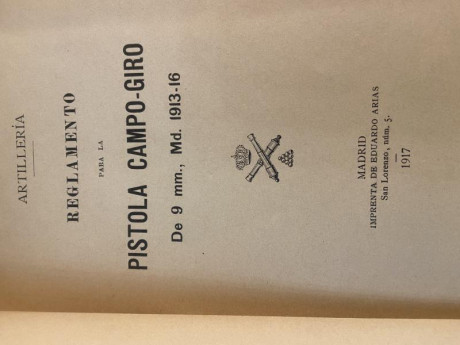 ARTILLERÍA
REGLAMENTO
PARA LA
PISTOLA CAMPO-GIRO
De 9 mm., Md. 1913-16
MADRID
IMPRENTA DE EDUARDO ARIAS
San Lorenzo, núm, 5.
1917